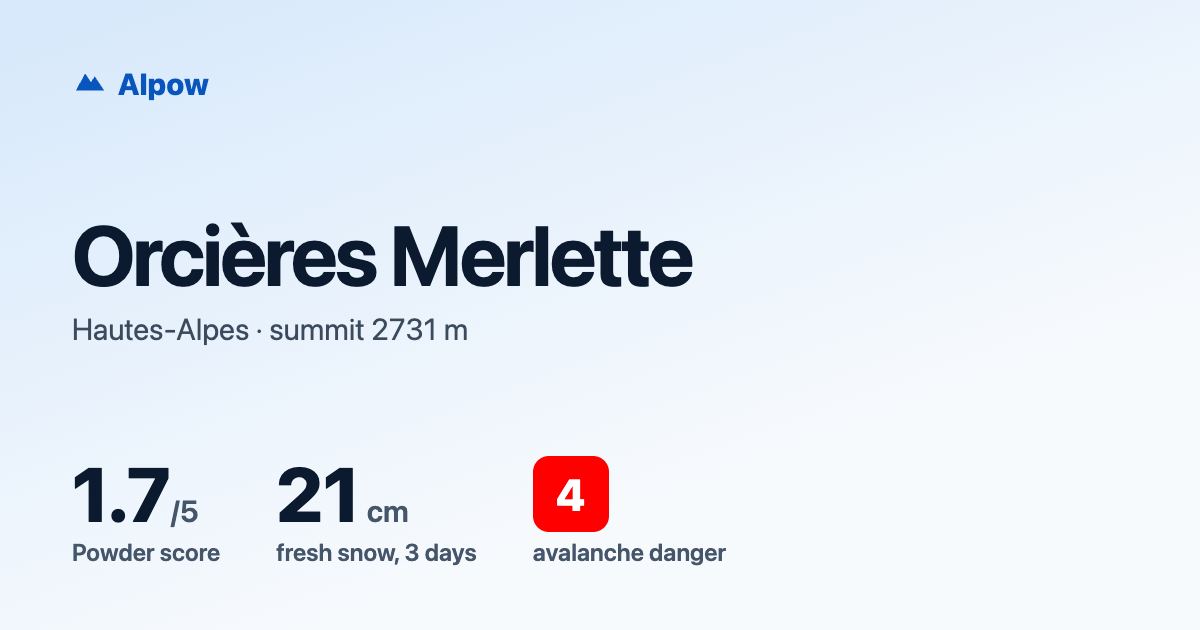 Alpow
Orcières Merlette
Hautes-Alpes · summit 2731 m
1.7/5 21 cm 4
Powder score fresh snow, 3 days avalanche danger